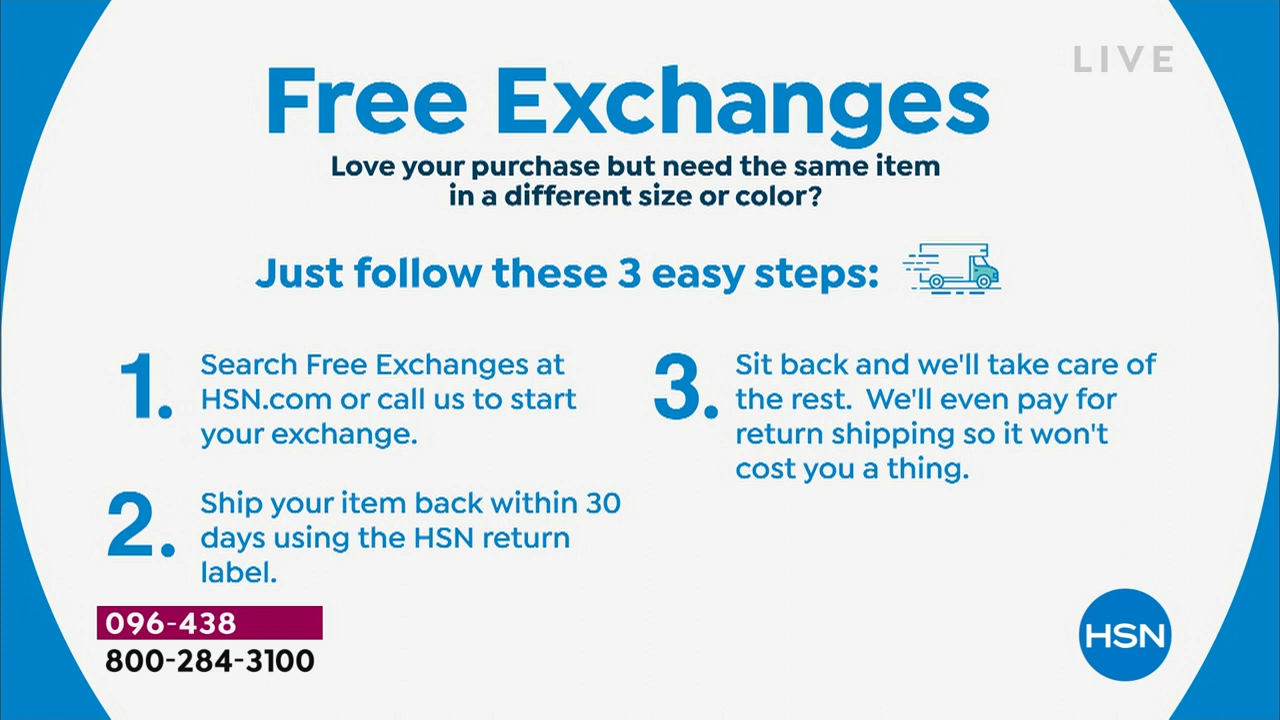 LIVE
Free Exchanges
Love your purchase but need the same item
in a different size or color?
Just follow these 3 easy steps:
1. Search Free Exchanges at
HSN.com or call us to start
your exchange.
2. Ship your item back within 30
days using the HSN return
label.
3. Sit back and we'll take care of
the rest. We'll even pay for
return shipping so it won't
cost you a thing.
096-438
800-284-3100
HSN